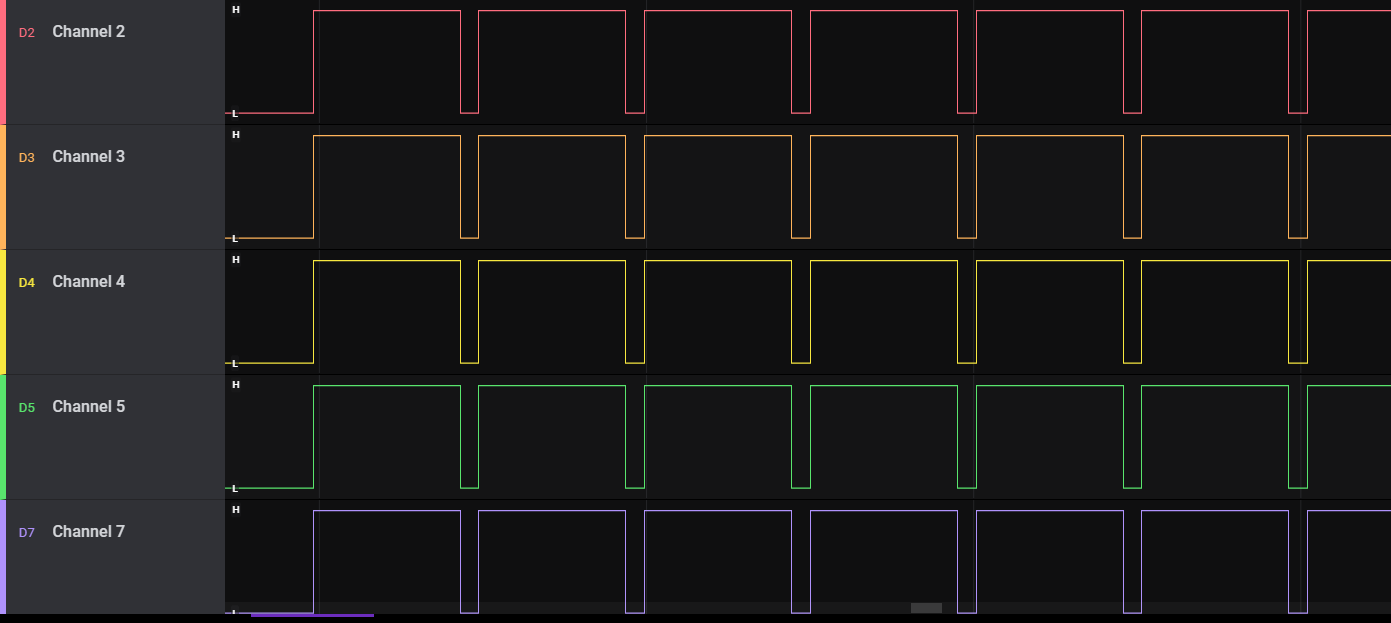 H
D2 Channel 2
L
H
D3 Channel 3
L
H
D4 Channel 4
L
H
D5 Channel 5
L
H
D7 Channel 7
L